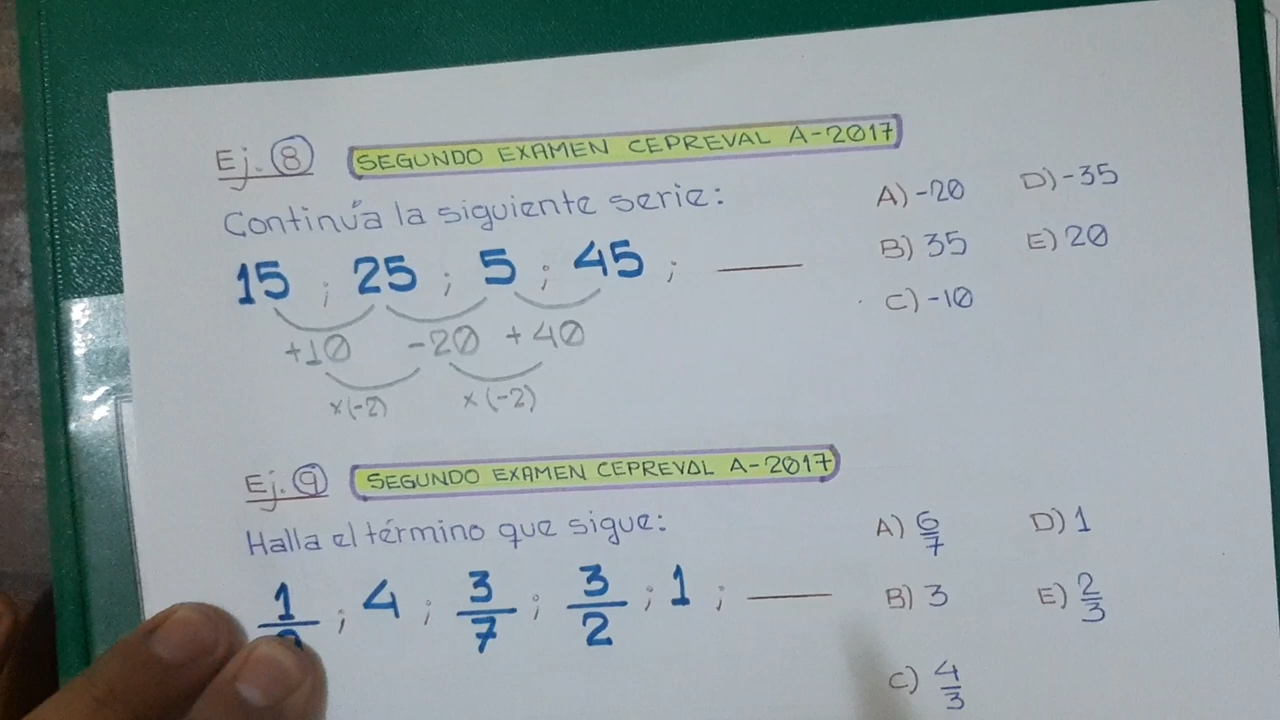 Ej. 8 SEGUNDO EXAMEN CEPREVAL A-2017
Continúa la siguiente serie:
15 ; 25 ; 5 ; 45 ; ____
+10 -20 +40
x(-2) x(-2)
A) -20 D) -35
B) 35 E) 20
C) -10
Ej. 9 SEGUNDO EXAMEN CEPREVAL A-2017
Halla el término que sigue:
1/ ; 4 ; 3/7 ; 3/2 ; 1 ; ____
A) 6/7 D) 1
B) 3 E) 2/3
C) 4/3